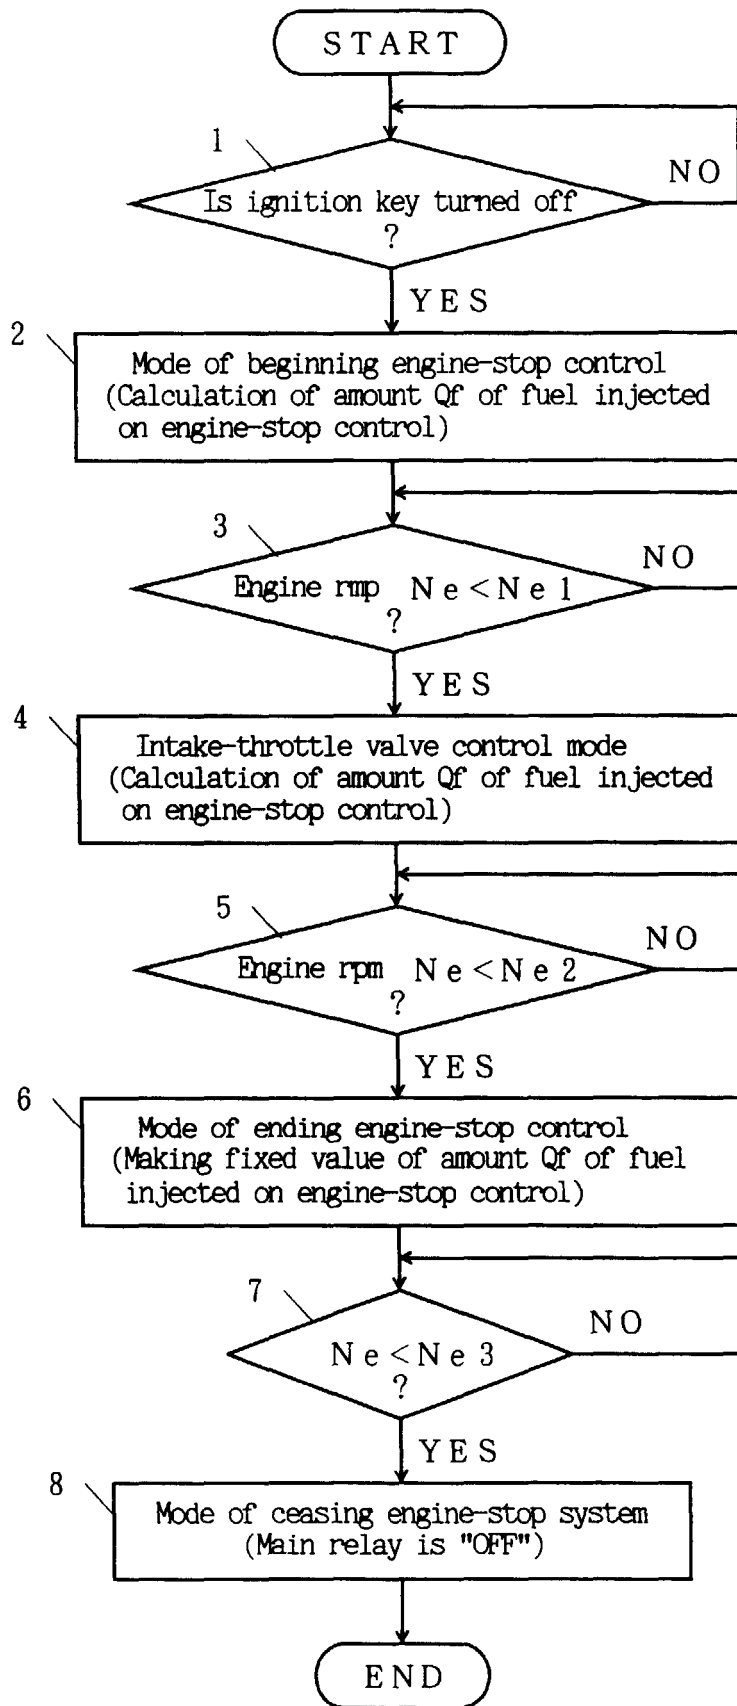 START
1
NO
Is ignition key turned off
?
YES
2
Mode of beginning engine-stop control
(Calculation of amount Qf of fuel injected
on engine-stop control)
3
NO
Engine rmp Ne<Ne1
?
YES
4
Intake-throttle valve control mode
(Calculation of amount Qf of fuel injected
on engine-stop control)
5
NO
Engine rpm Ne<Ne2
?
YES
6
Mode of ending engine-stop control
(Making fixed value of amount Qf of fuel
injected on engine-stop control)
7
NO
Ne<Ne3
?
YES
8
Mode of ceasing engine-stop system
(Main relay is "OFF")
END